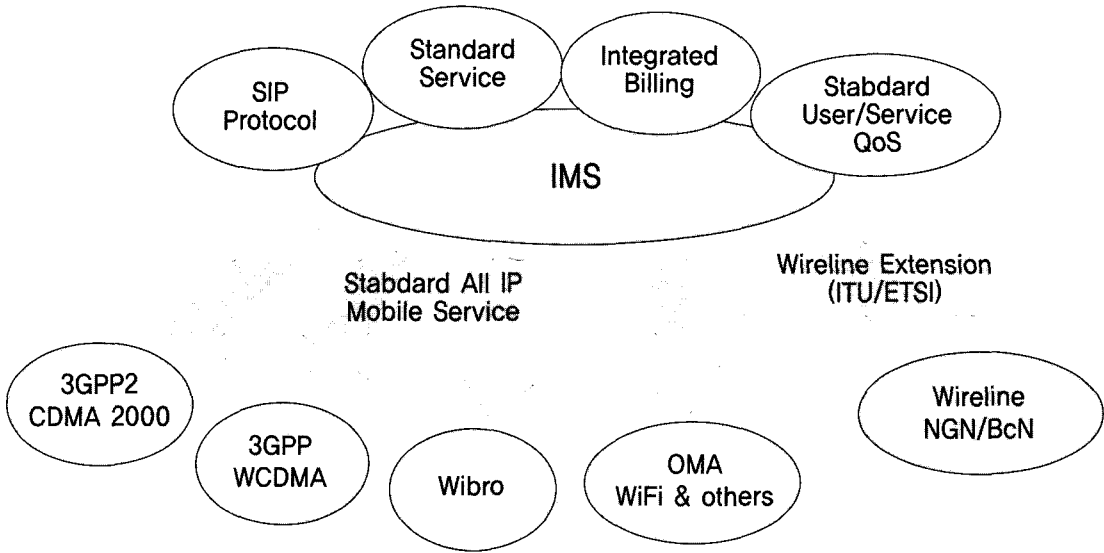 SIP
Protocol
Standard
Service
Integrated
Billing
Stabdard
User/Service
QoS
IMS
Stabdard All IP
Mobile Service
Wireline Extension
(ITU/ETSI)
3GPP2
CDMA 2000
3GPP
WCDMA
Wibro
OMA
WiFi & others
Wireline
NGN/BcN